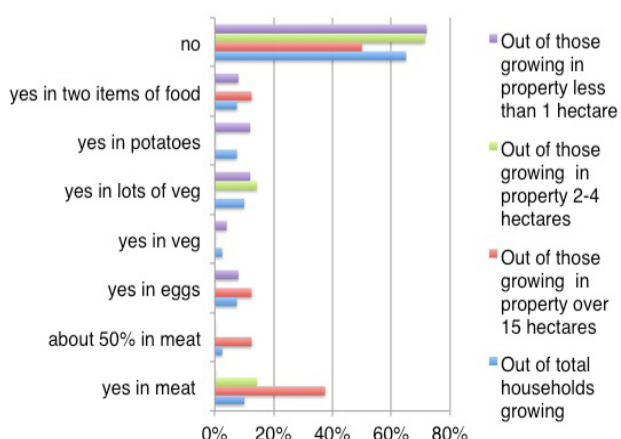 no
yes in two items of food
yes in potatoes
yes in lots of veg
yes in veg
yes in eggs
about 50% in meat
yes in meat
0% 20% 40% 60% 80%
Out of those
growing in
property less
than 1 hectare
Out of those
growing in
property 2-4
hectares
Out of those
growing in
property over
15 hectares
Out of total
households
growing